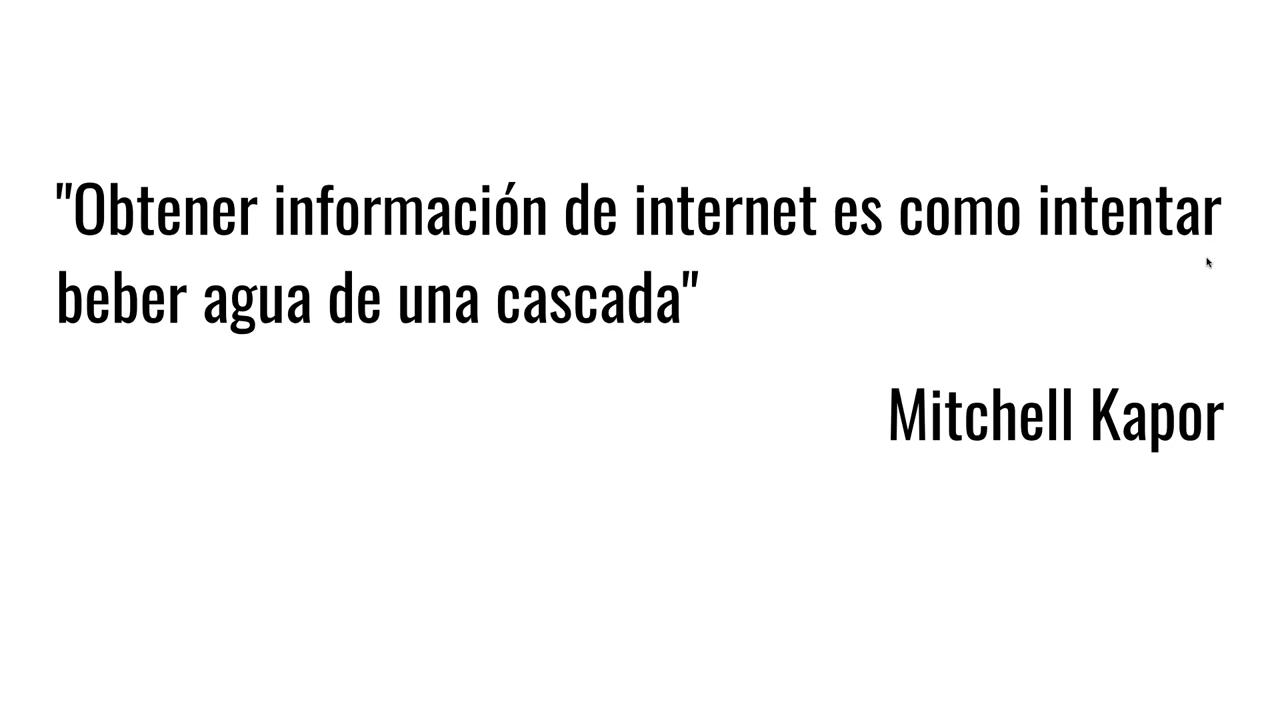 "Obtener información de internet es como intentar
beber agua de una cascada"
Mitchell Kapor